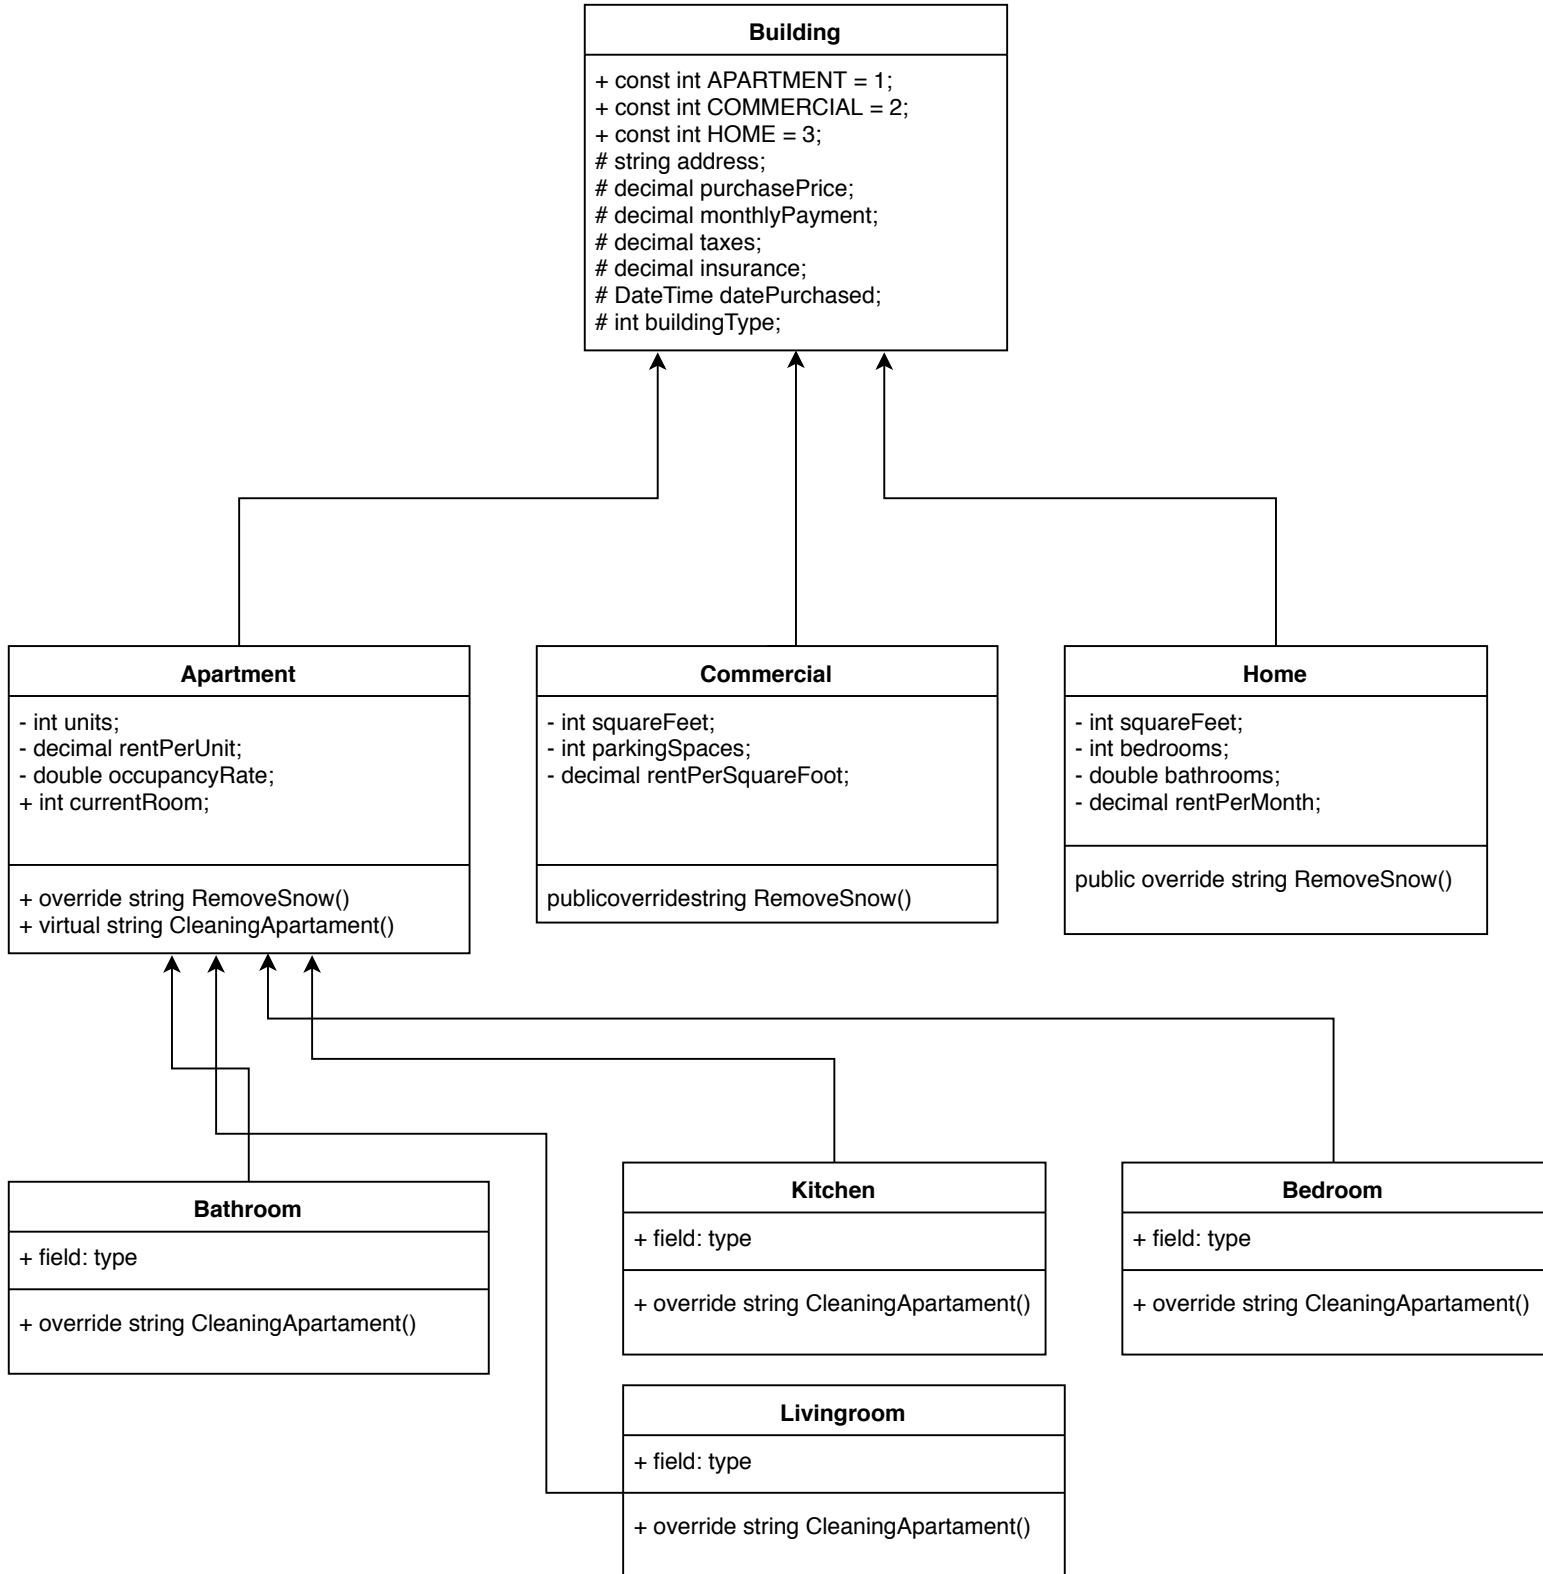 Building
+ const int APARTMENT = 1;
+ const int COMMERCIAL = 2;
+ const int HOME = 3;
# string address;
# decimal purchasePrice;
# decimal monthlyPayment;
# decimal taxes;
# decimal insurance;
# DateTime datePurchased;
# int buildingType;
Apartment
- int units;
- decimal rentPerUnit;
- double occupancyRate;
+ int currentRoom;
+ override string RemoveSnow()
+ virtual string CleaningApartament()
Commercial
- int squareFeet;
- int parkingSpaces;
- decimal rentPerSquareFoot;
publicoverridestring RemoveSnow()
Home
- int squareFeet;
- int bedrooms;
- double bathrooms;
- decimal rentPerMonth;
public override string RemoveSnow()
Bathroom
+ field: type
+ override string CleaningApartament()
Kitchen
+ field: type
+ override string CleaningApartament()
Bedroom
+ field: type
+ override string CleaningApartament()
Livingroom
+ field: type
+ override string CleaningApartament()